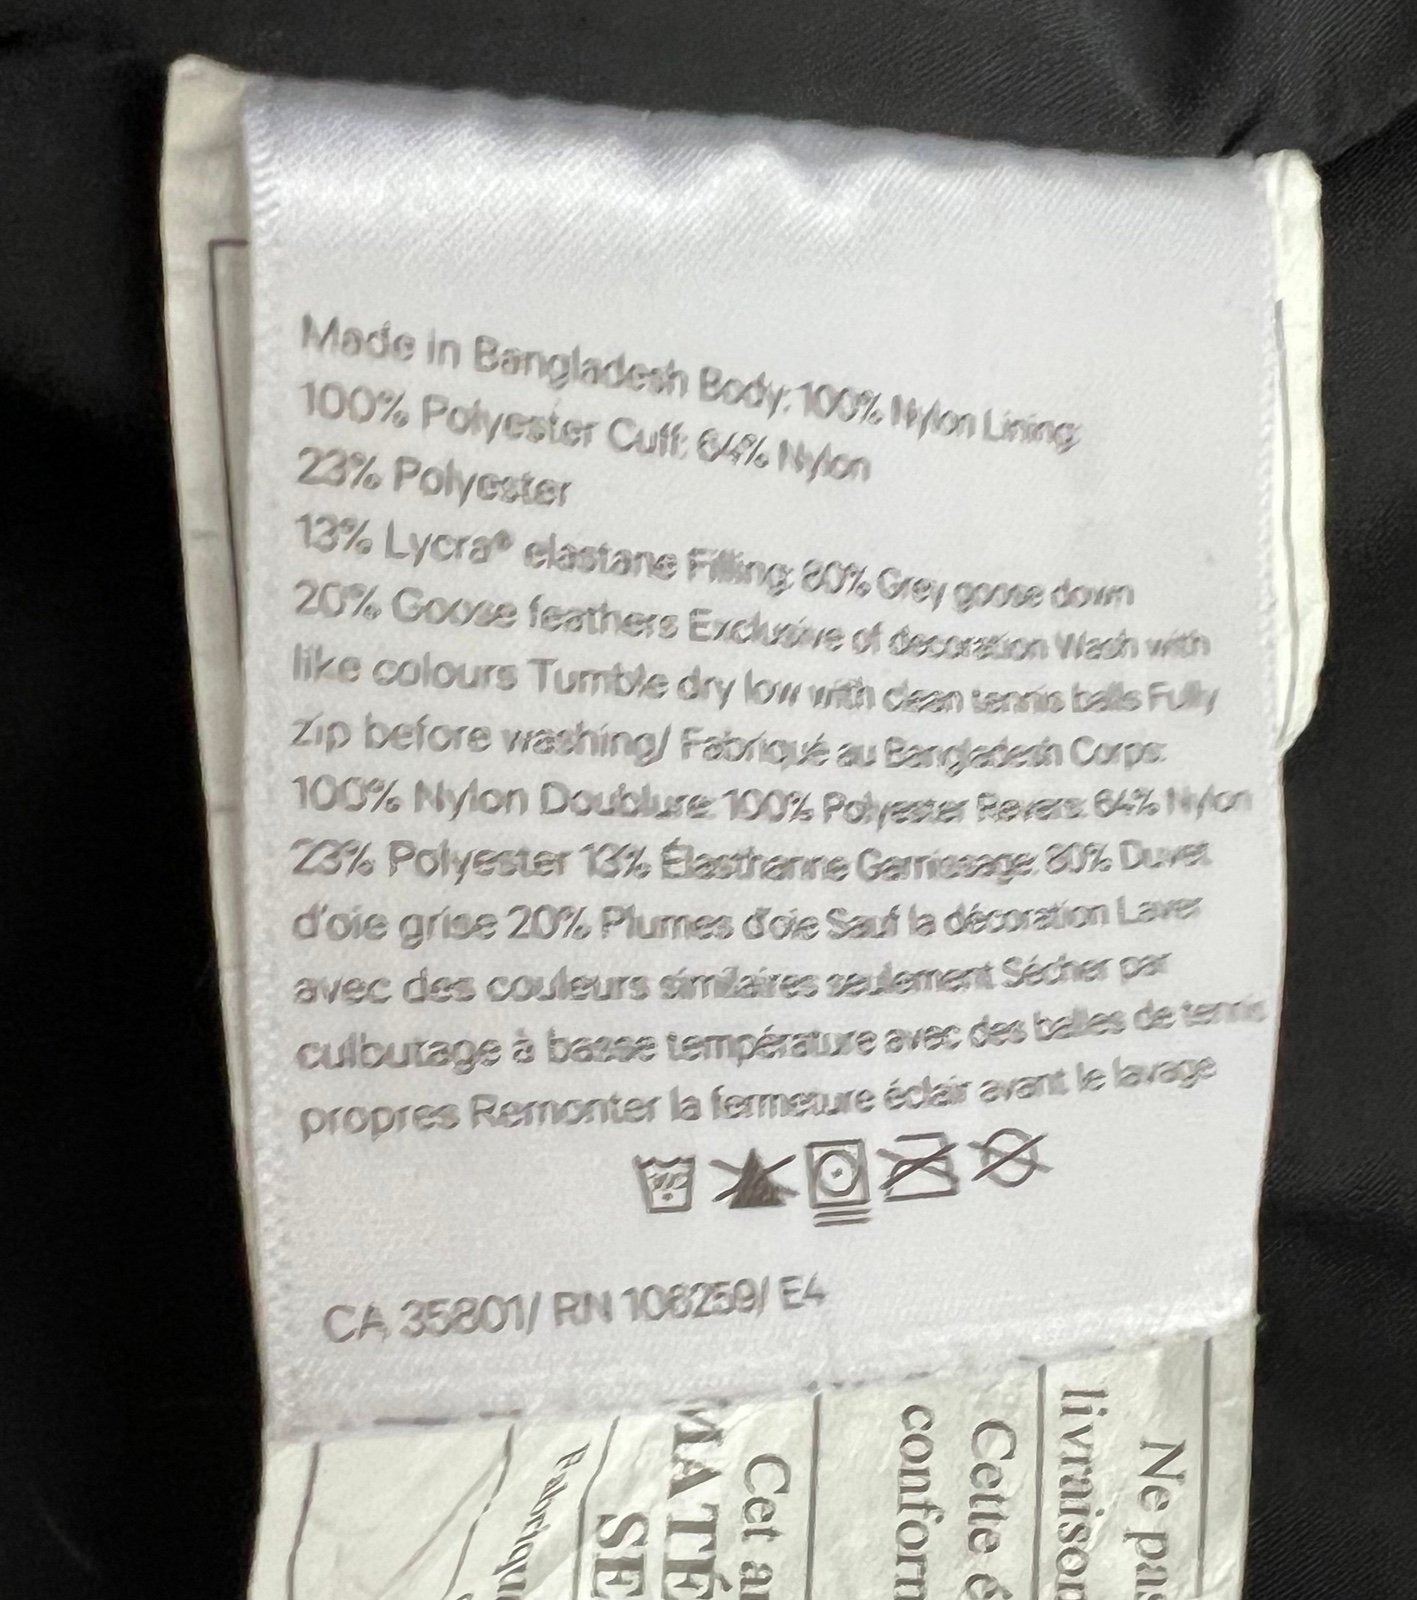 Made in Bangladesh Body: 100% Nylon Lining:
100% Polyester Cuff: 64% Nylon
23% Polyester
13% Lycra® elastane Filling: 80% Grey goose down
20% Goose feathers Exclusive of decoration Wash with
like colours Tumble dry low with clean tennis balls Fully
zip before washing/ Fabriqué au Bangladesh Corps:
100% Nylon Doublure: 100% Polyester Revers: 64% Nylon
23% Polyester 13% Élasthanne Garnissage: 80% Duvet
d'oie grise 20% Plumes d'oie Sauf la décoration Laver
avec des couleurs similaires seulement Sécher par
culbutage à basse température avec des balles de tennis
propres Remonter la fermeture éclair avant le lavage
CA 35801/ RN 106259/ E4
Ne pas
livraison
Cette é
conform
Cet a
MATÉ
SE